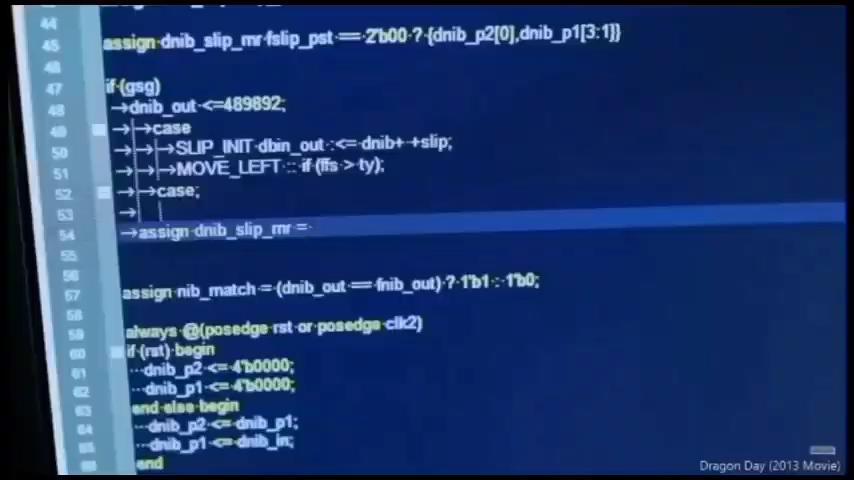 44
45 assign dnib_slip_mr fslip_pst == 2'b00 ? {dnib_p2[0],dnib_p1[3:1]}
46
47 if (gsg)
48 dnib_out <=489892;
49 case
50 SLIP_INIT dbin_out :<= dnib+ +slip;
51 MOVE_LEFT :: if (ffs > ty);
52 case;
53
54 assign dnib_slip_mr =
55
56
57 assign nib_match = (dnib_out == fnib_out) ? 1'b1 : 1'b0;
58
59 always @(posedge rst or posedge clk2)
60 if (rst) begin
61 dnib_p2 <= 4'b0000;
62 dnib_p1 <= 4'b0000;
63 end else begin
64 dnib_p2 <= dnib_p1;
65 dnib_p1 <= dnib_in;
66 end
Dragon Day (2013 Movie)